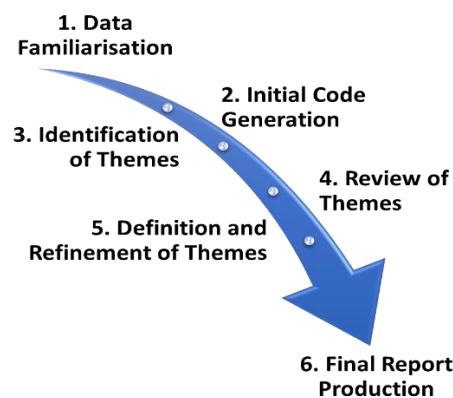 1. Data
Familiarisation
2. Initial Code
Generation
3. Identification
of Themes
4. Review of
Themes
5. Definition and
Refinement of Themes
6. Final Report
Production